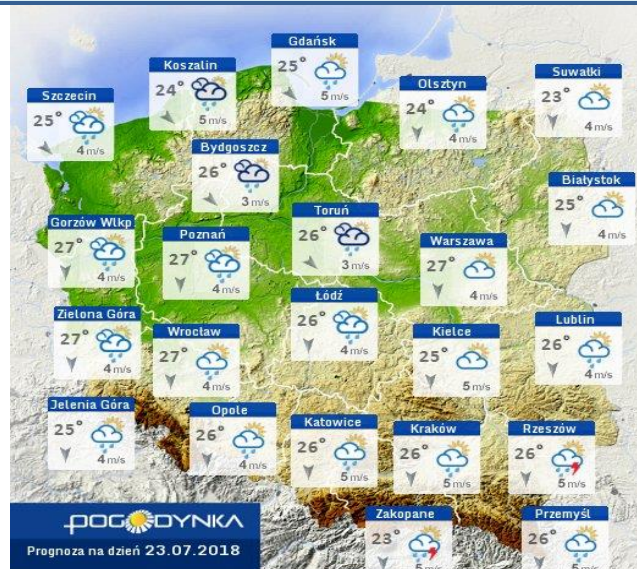 Gdańsk
25°
5 m/s
Koszalin
24°
5 m/s
Suwałki
23°
4 m/s
Olsztyn
24°
4 m/s
Szczecin
25°
4 m/s
Bydgoszcz
26°
3 m/s
Białystok
25°
4 m/s
Toruń
26°
3 m/s
Gorzów Wlkp
27°
4 m/s
Poznań
27°
4 m/s
Warszawa
27°
4 m/s
Łódź
26°
4 m/s
Zielona Góra
27°
4 m/s
Lublin
26°
4 m/s
Wrocław
27°
4 m/s
Kielce
25°
5 m/s
Jelenia Góra
25°
4 m/s
Opole
26°
4 m/s
Katowice
26°
5 m/s
Kraków
26°
5 m/s
Rzeszów
26°
5 m/s
Zakopane
23°
5 m/s
Przemyśl
26°
5 m/s
POGODYNKA
Prognoza na dzień 23.07.2018